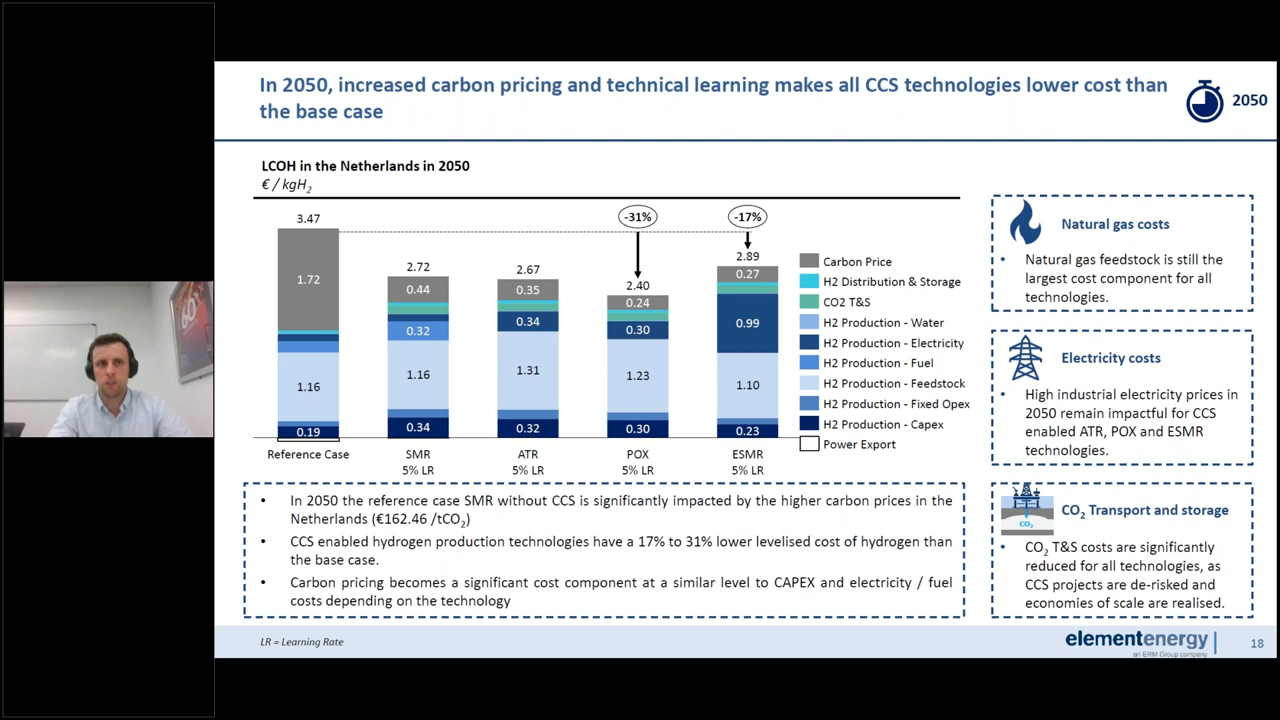 In 2050, increased carbon pricing and technical learning makes all CCS technologies lower cost than
the base case
2050
LCOH in the Netherlands in 2050
€ / kgH2
3.47
1.72
1.16
0.19
Reference Case
2.72
0.44
0.32
1.16
0.34
SMR
5% LR
2.67
0.35
0.34
1.31
0.32
ATR
5% LR
-31%
2.40
0.24
0.30
1.23
0.30
POX
5% LR
-17%
2.89
0.27
0.99
1.10
0.23
ESMR
5% LR
Carbon Price
H2 Distribution & Storage
CO2 T&S
H2 Production - Water
H2 Production - Electricity
H2 Production - Fuel
H2 Production - Feedstock
H2 Production - Fixed Opex
H2 Production - Capex
Power Export
• In 2050 the reference case SMR without CCS is significantly impacted by the higher carbon prices in the
Netherlands (€162.46 /tCO2)
• CCS enabled hydrogen production technologies have a 17% to 31% lower levelised cost of hydrogen than
the base case.
• Carbon pricing becomes a significant cost component at a similar level to CAPEX and electricity / fuel
costs depending on the technology
Natural gas costs
• Natural gas feedstock is still the
largest cost component for all
technologies.
Electricity costs
• High industrial electricity prices in
2050 remain impactful for CCS
enabled ATR, POX and ESMR
technologies.
CO2
CO2 Transport and storage
• CO2 T&S costs are significantly
reduced for all technologies, as
CCS projects are de-risked and
economies of scale are realised.
LR = Learning Rate
elementenergy
an ERM Group company
18
60